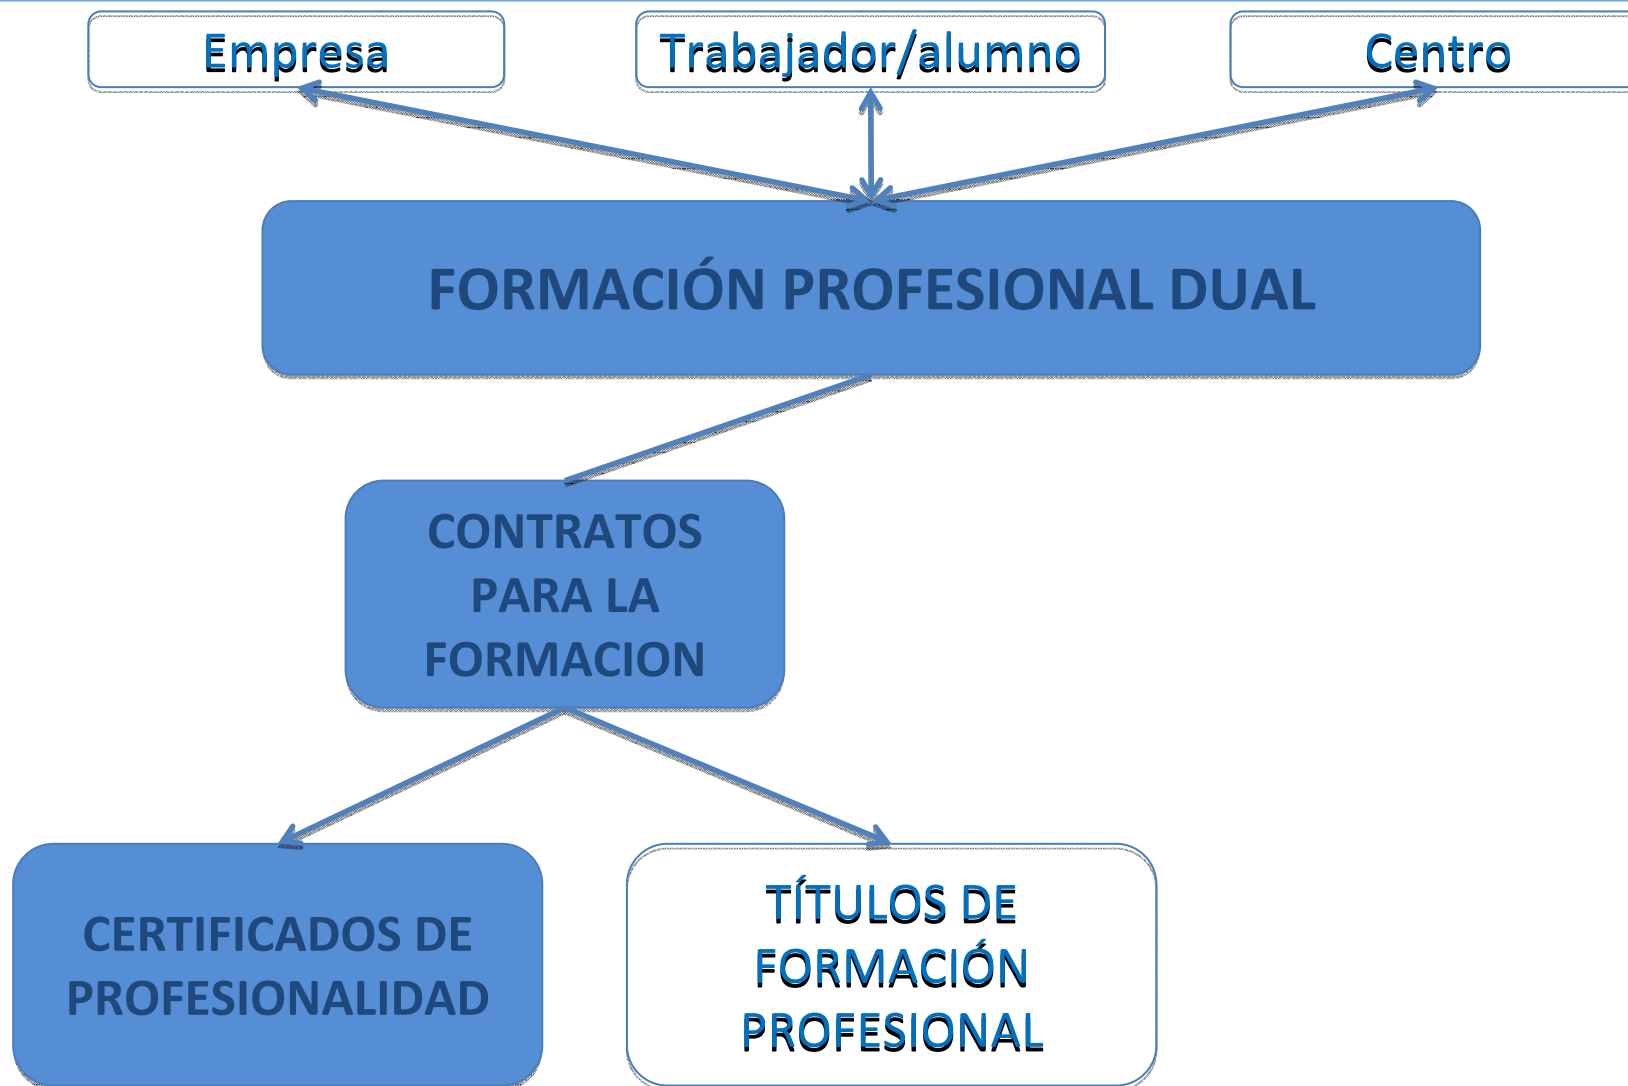 Empresa
Trabajador/alumno
Centro
FORMACIÓN PROFESIONAL DUAL
CONTRATOS
PARA LA
FORMACION
CERTIFICADOS DE
PROFESIONALIDAD
TÍTULOS DE
FORMACIÓN
PROFESIONAL